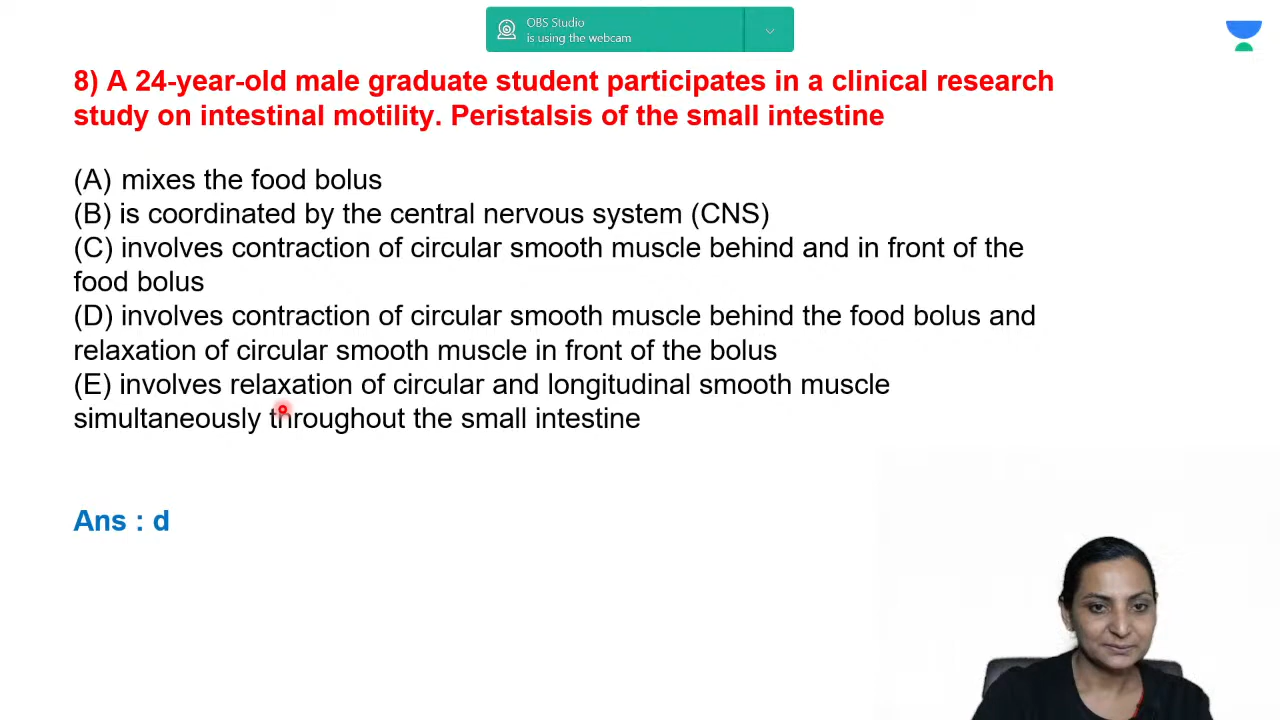 OBS Studio
is using the webcam
8) A 24-year-old male graduate student participates in a clinical research
study on intestinal motility. Peristalsis of the small intestine
(A) mixes the food bolus
(B) is coordinated by the central nervous system (CNS)
(C) involves contraction of circular smooth muscle behind and in front of the
food bolus
(D) involves contraction of circular smooth muscle behind the food bolus and
relaxation of circular smooth muscle in front of the bolus
(E) involves relaxation of circular and longitudinal smooth muscle
simultaneously throughout the small intestine
Ans : d